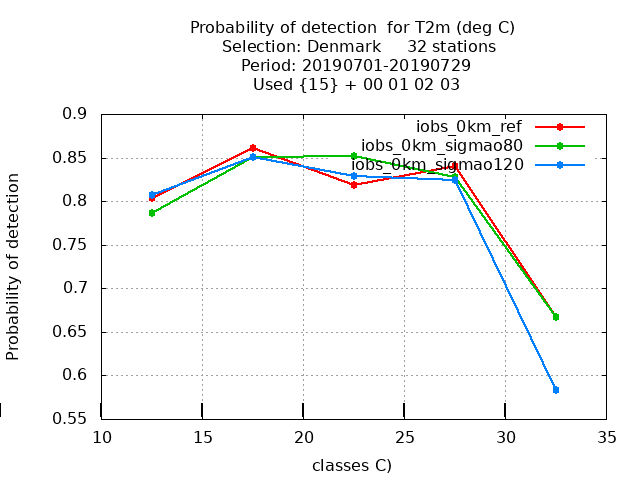 Probability of detection  for T2m (deg C)
Selection: Denmark     32 stations
Period: 20190701-20190729
Used {15} + 00 01 02 03
iobs_0km_ref
iobs_0km_sigmao80
iobs_0km_sigmao120
Probability of detection
0.9
0.85
0.8
0.75
0.7
0.65
0.6
0.55
10 15 20 25 30 35
classes C)